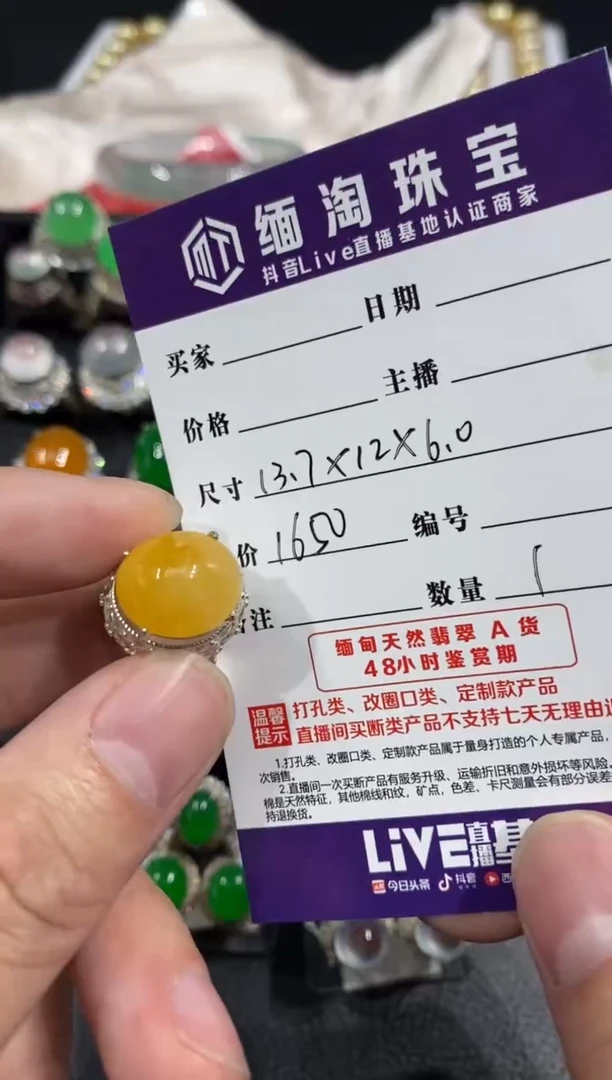 缅淘珠宝
抖音Live直播基地认证商家
买家 日期
价格 主播
尺寸 13.7×12×6.0
价 1650 编号
注 数量 1
缅甸天然翡翠 A 货
48小时鉴赏期
温馨提示
打孔类、改圈口类、定制款产品
直播间买断类产品不支持七天无理由
1.打孔类、改圈口类、定制款产品属于量身打造的个人专属产品，
次销售。
2.直播间一次买断产品有服务升级、运输折旧和意外损坏等风险，
棉是天然特征，其他棉线和纹，矿点，色差、卡尺测量会有部分误差
持退换货。
LiVE直播基
今日头条 抖音 西